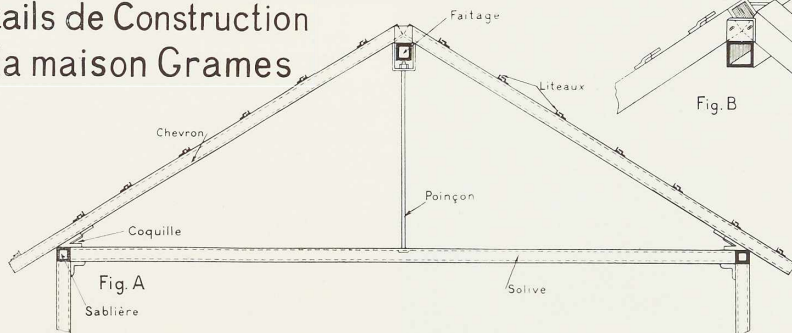 ails de Construction
a maison Grames
Faitage
Liteaux
Fig. B
Chevron
Poinçon
Coquille
Fig. A
Solive
Sablière